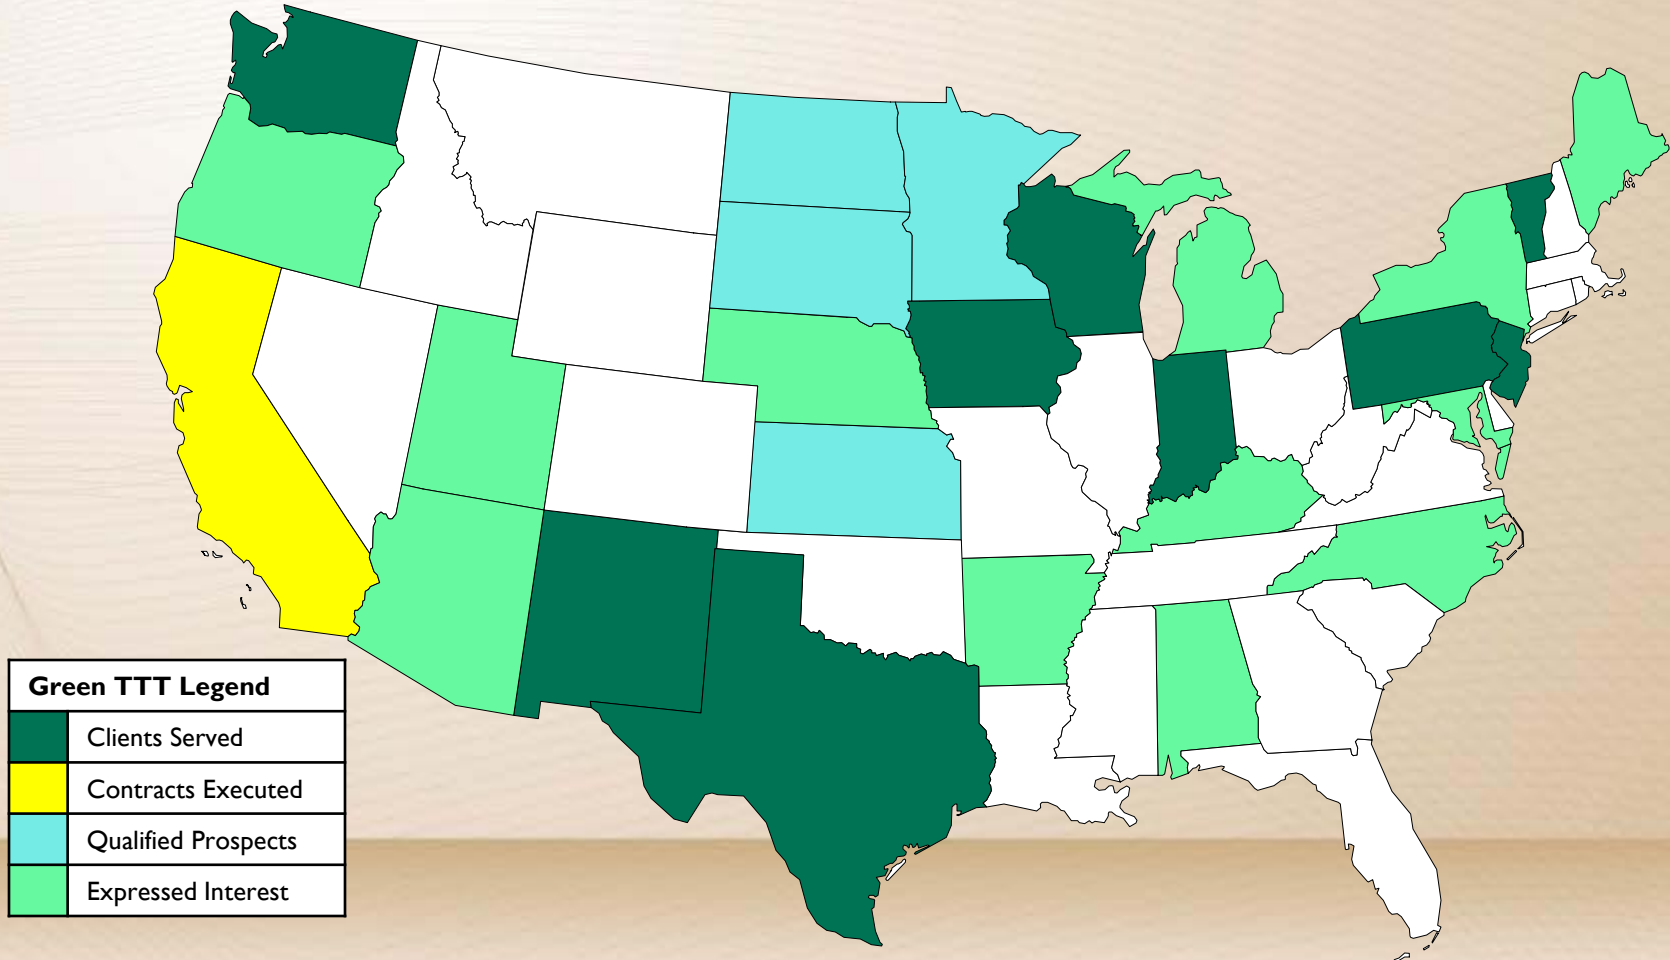 Green TTT Legend
Clients Served
Contracts Executed
Qualified Prospects
Expressed Interest